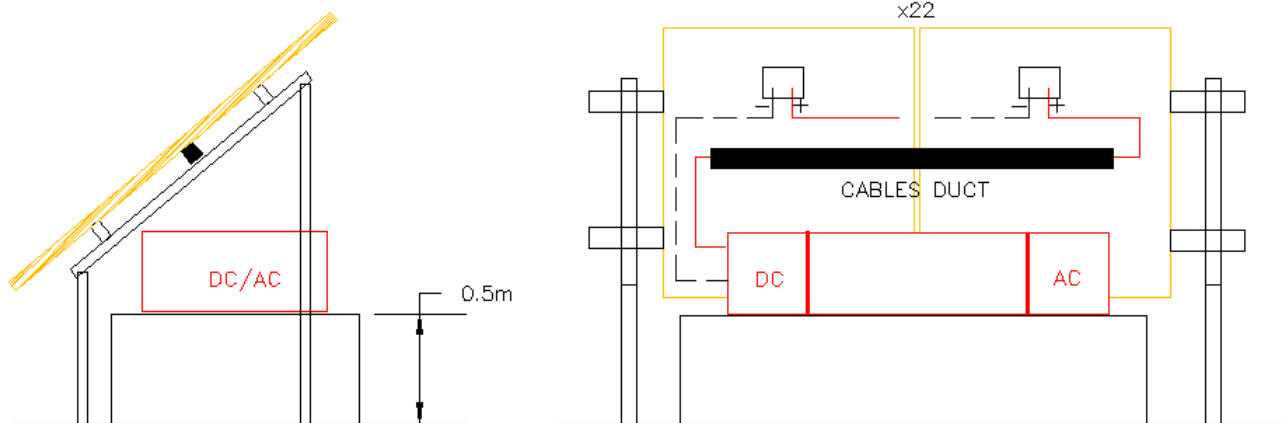 x22
- +
- +
CABLES DUCT
DC/AC
DC
AC
0.5m